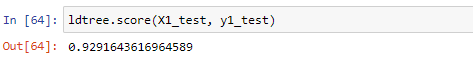 In [64]: ldtree.score(X1_test, y1_test)
Out[64]: 0.9291643616964589